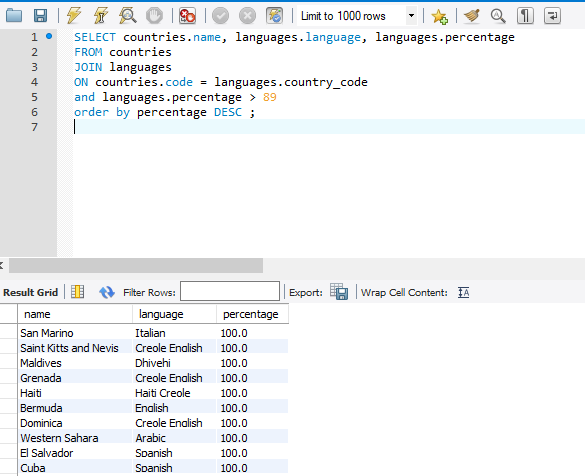 Limit to 1000 rows
1 SELECT countries.name, languages.language, languages.percentage
2 FROM countries
3 JOIN languages
4 ON countries.code = languages.country_code
5 and languages.percentage > 89
6 order by percentage DESC ;
7
Result Grid Filter Rows: Export: Wrap Cell Content: IA
name language percentage
San Marino Italian 100.0
Saint Kitts and Nevis Creole English 100.0
Maldives Dhivehi 100.0
Grenada Creole English 100.0
Haiti Haiti Creole 100.0
Bermuda English 100.0
Dominica Creole English 100.0
Western Sahara Arabic 100.0
El Salvador Spanish 100.0
Cuba Spanish 100.0